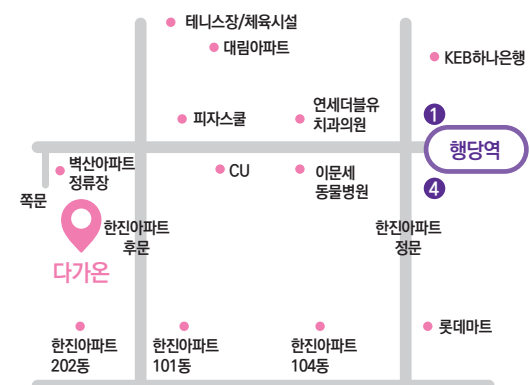 테니스장/체육시설
대림아파트
KEB하나은행
피자스쿨
연세더블유
치과의원
1
행당역
4
벽산아파트
정류장
CU
이문세
동물병원
쪽문
한진아파트
후문
한진아파트
정문
다가온
롯데마트
한진아파트
202동
한진아파트
101동
한진아파트
104동